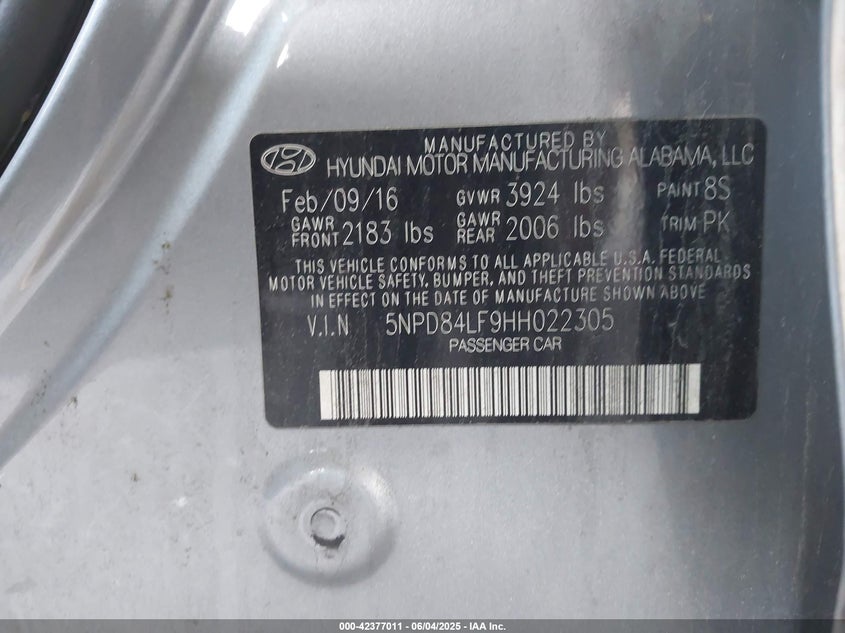 MANUFACTURED BY
HYUNDAI MOTOR MANUFACTURING ALABAMA, LLC
Feb/09/16 GVWR 3924 lbs PAINT 8S
GAWR FRONT 2183 lbs GAWR REAR 2006 lbs TRIM PK
THIS VEHICLE CONFORMS TO ALL APPLICABLE U.S.A. FEDERAL
MOTOR VEHICLE SAFETY, BUMPER, AND THEFT PREVENTION STANDARDS
IN EFFECT ON THE DATE OF MANUFACTURE SHOWN ABOVE
V.I.N 5NPD84LF9HH022305
PASSENGER CAR
000-42377011 - 06/04/2025 - IAA Inc.